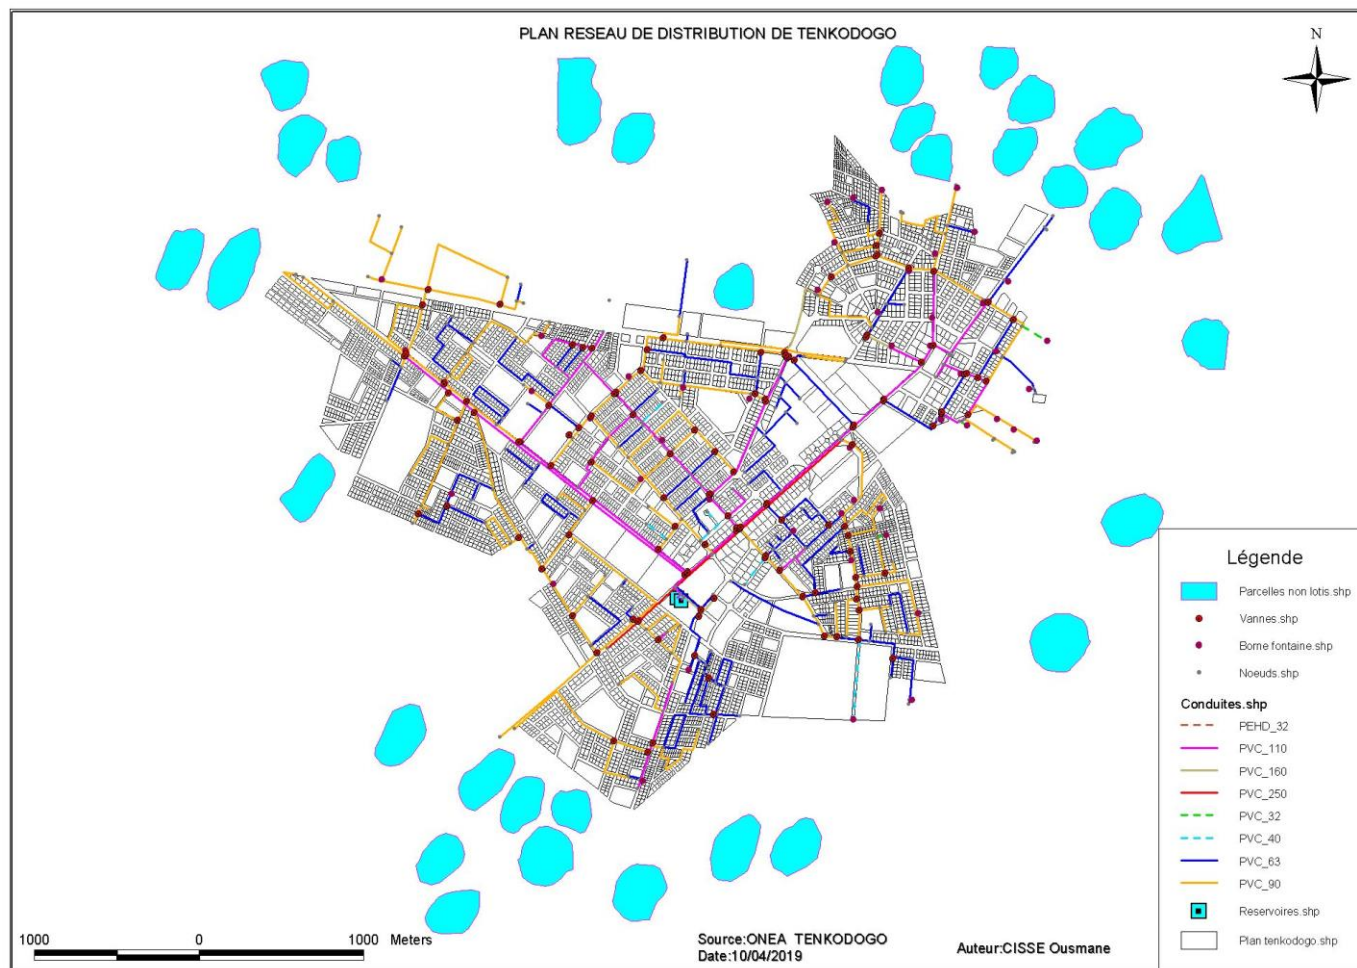 PLAN RESEAU DE DISTRIBUTION DE TENKODOGO
N
Légende
Parcelles non lotis.shp
Vannes.shp
Borne fontaine.shp
Noeuds.shp
Conduites.shp
PEHD_32
PVC_110
PVC_160
PVC_250
PVC_32
PVC_40
PVC_63
PVC_90
Reservoires.shp
Plan tenkodogo.shp
1000 0 1000 Meters
Source:ONEA TENKODOGO
Date:10/04/2019
Auteur:CISSE Ousmane